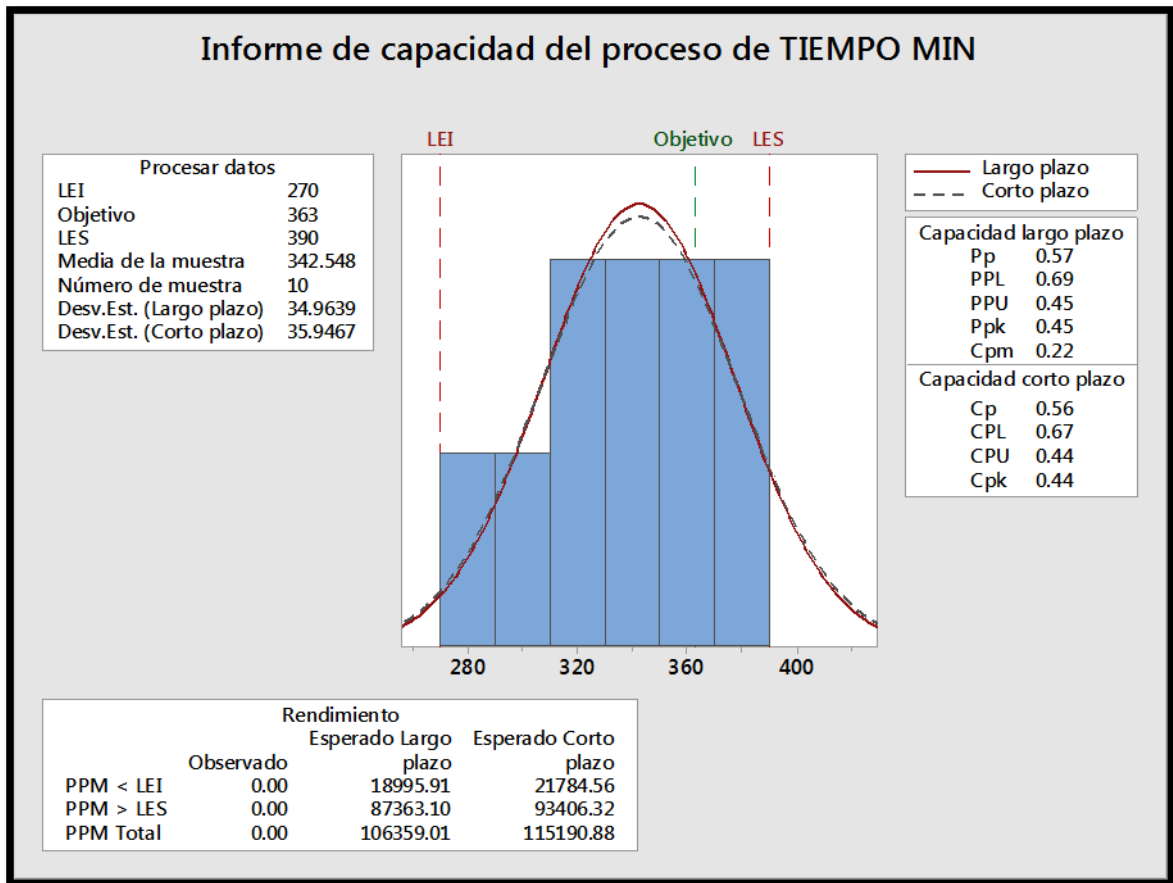 Informe de capacidad del proceso de TIEMPO MIN
LEI Objetivo LES
Procesar datos
LEI 270
Objetivo 363
LES 390
Media de la muestra 342.548
Número de muestra 10
Desv.Est. (Largo plazo) 34.9639
Desv.Est. (Corto plazo) 35.9467
Largo plazo
Corto plazo
Capacidad largo plazo
Pp 0.57
PPL 0.69
PPU 0.45
Ppk 0.45
Cpm 0.22
Capacidad corto plazo
Cp 0.56
CPL 0.67
CPU 0.44
Cpk 0.44
280 320 360 400
Rendimiento
Esperado Largo Esperado Corto
Observado plazo plazo
PPM < LEI 0.00 18995.91 21784.56
PPM > LES 0.00 87363.10 93406.32
PPM Total 0.00 106359.01 115190.88